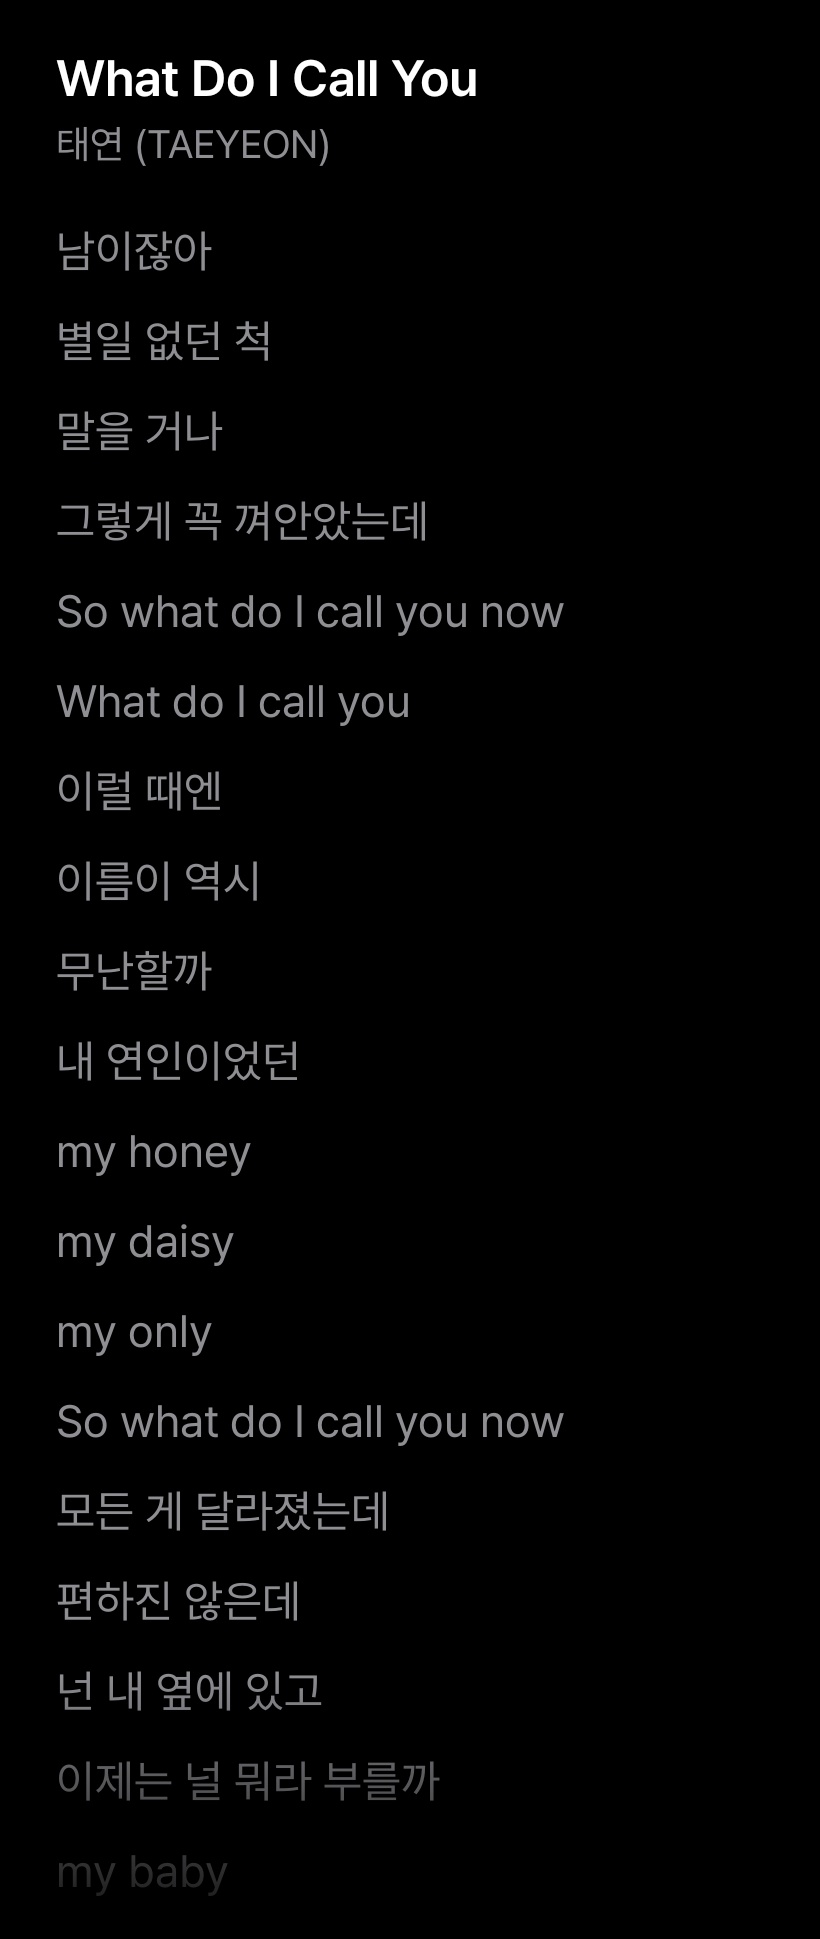 What Do I Call You
태연 (TAEYEON)
남이잖아
별일 없던 척
말을 거나
그렇게 꼭 껴안았는데
So what do I call you now
What do I call you
이럴 때엔
이름이 역시
무난할까
내 연인이었던
my honey
my daisy
my only
So what do I call you now
모든 게 달라졌는데
편하진 않은데
넌 내 옆에 있고
이제는 널 뭐라 부를까
my baby